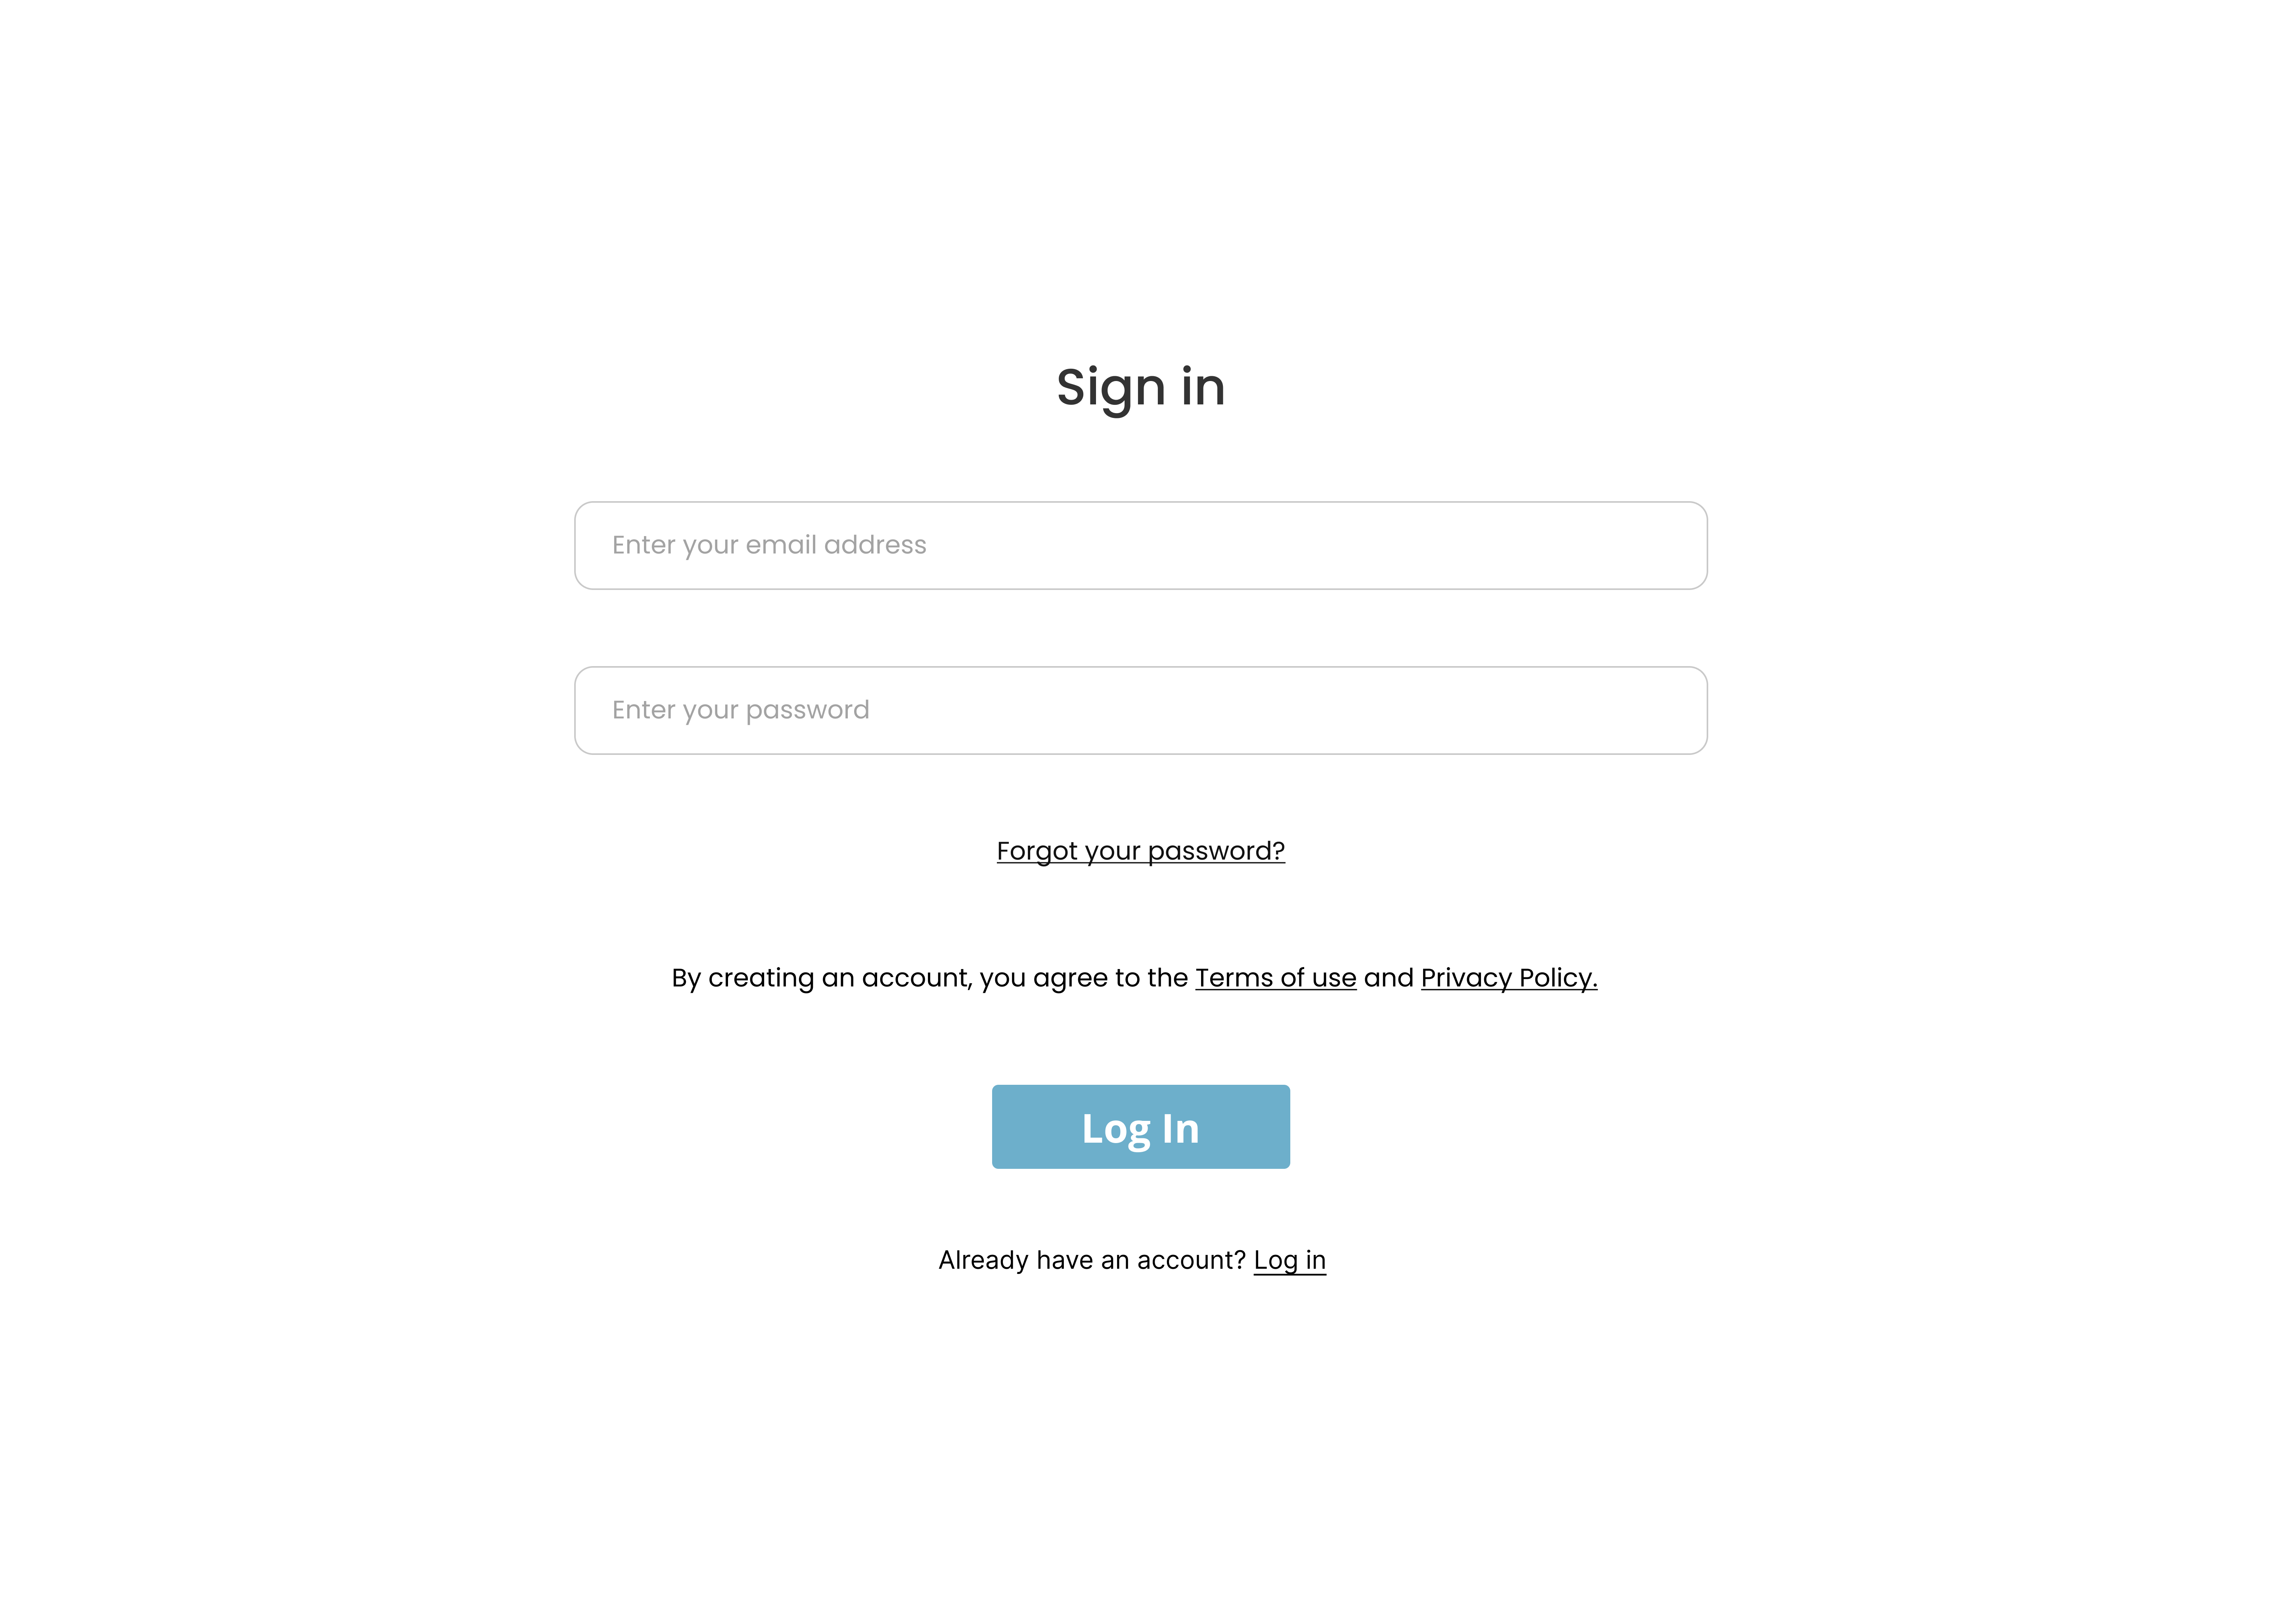 Sign in
Enter your email address
Enter your password
Forgot your password?
By creating an account, you agree to the Terms of use and Privacy Policy.
Log In
Already have an account? Log in